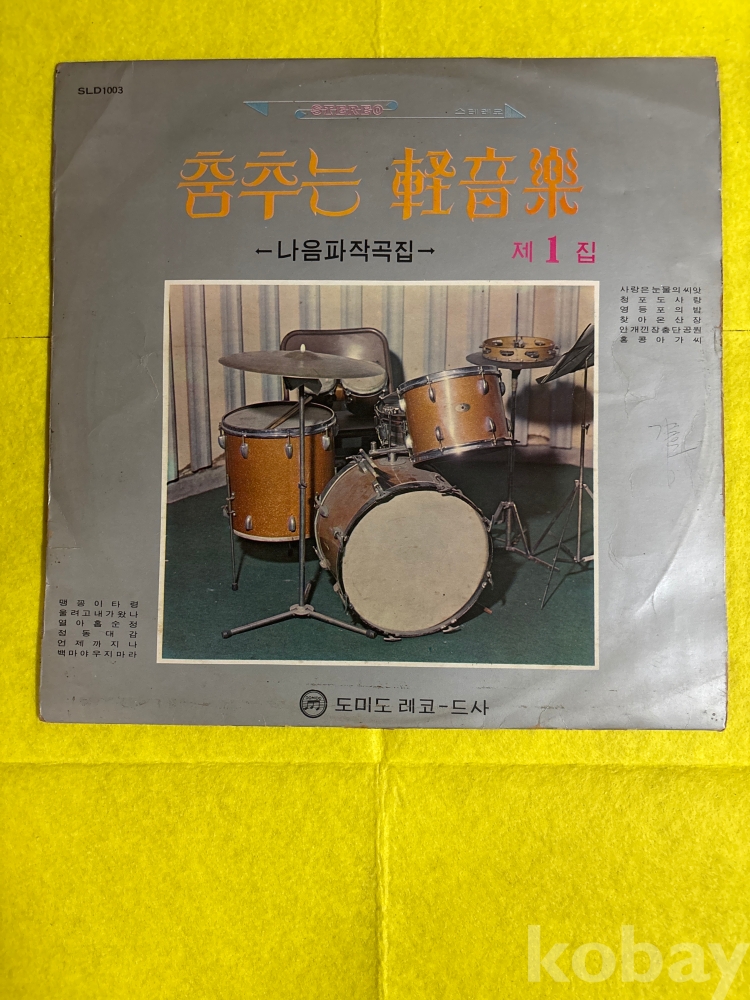 SLD1003
STEREO 스테레오
춤추는 軽音樂
←나음파작곡집→ 제 1 집
사랑은눈물의씨앗
청포도사랑
영등포의밤
찾아온산장
안개낀장충단공원
홍콩아가씨
맹꽁이타령
울려고내가왔나
열아홉순정
정동대감
언제까지나
백마야우지마라
도미도 레코-드사
kobay